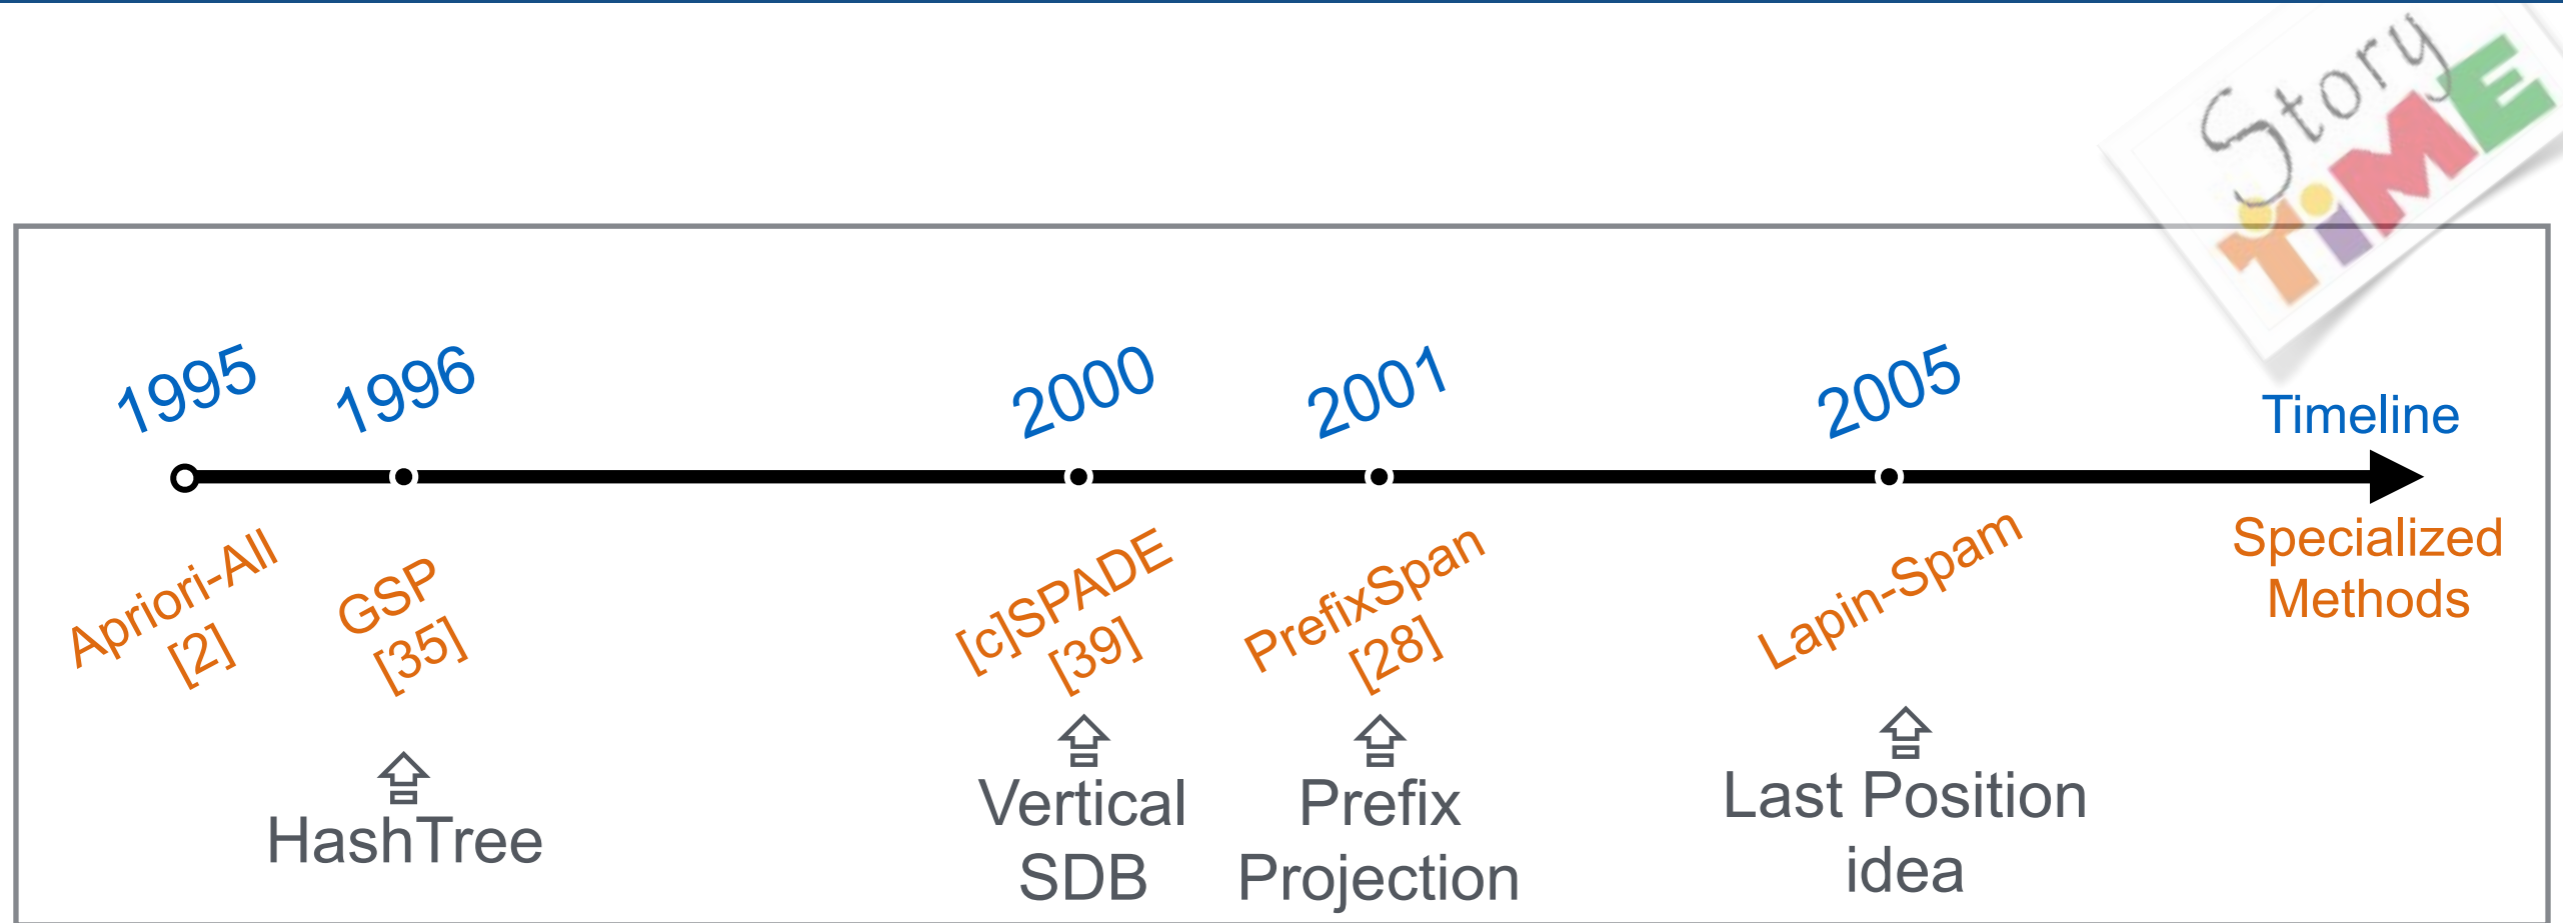 Story
TiME
1995
1996
2000
2001
2005
Timeline
Apriori-All
[2]
GSP
[35]
[c]SPADE
[39]
PrefixSpan
[28]
Lapin-Spam
Specialized
Methods
HashTree
Vertical
SDB
Prefix
Projection
Last Position
idea